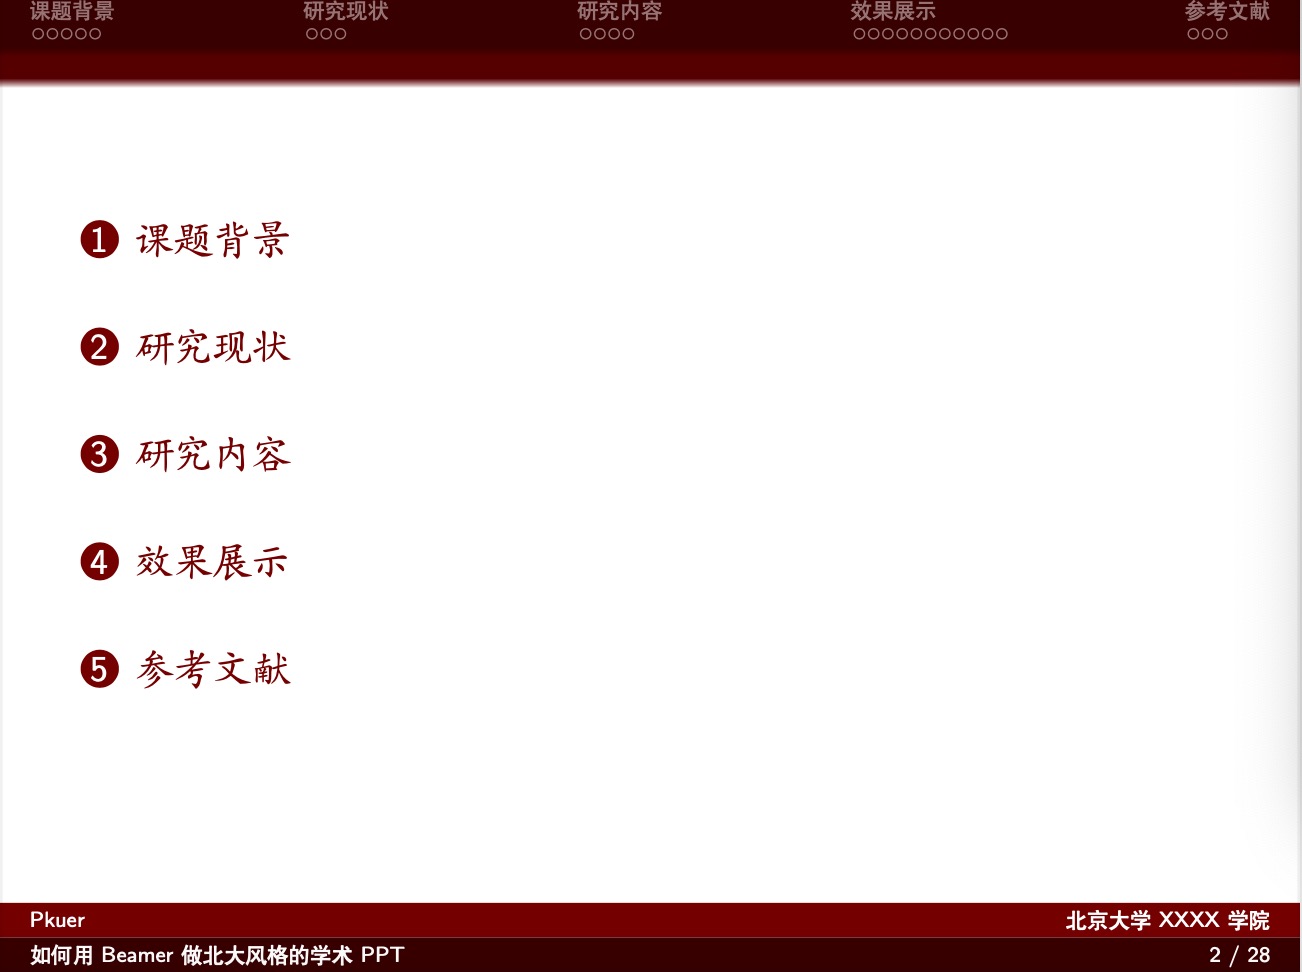 课题背景 研究现状 研究内容 效果展示 参考文献
1 课题背景
2 研究现状
3 研究内容
4 效果展示
5 参考文献
Pkuer 北京大学 XXXX 学院
如何用 Beamer 做北大风格的学术 PPT 2 / 28